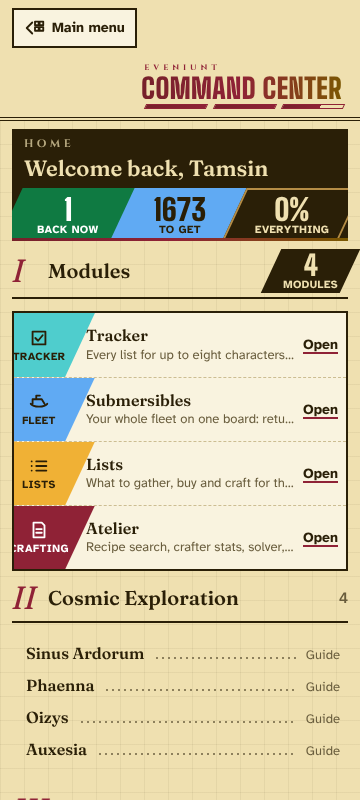 Main menu
EVENIUNT
COMMAND CENTER
HOME
Welcome back, Tamsin
1
BACK NOW
1673
TO GET
0%
EVERYTHING
I
Modules
4
MODULES
TRACKER
Tracker
Every list for up to eight characters...
Open
FLEET
Submersibles
Your whole fleet on one board: retu...
Open
LISTS
Lists
What to gather, buy and craft for th...
Open
CRAFTING
Atelier
Recipe search, crafter stats, solver,...
Open
II
Cosmic Exploration
4
Sinus Ardorum
Guide
Phaenna
Guide
Oizys
Guide
Auxesia
Guide